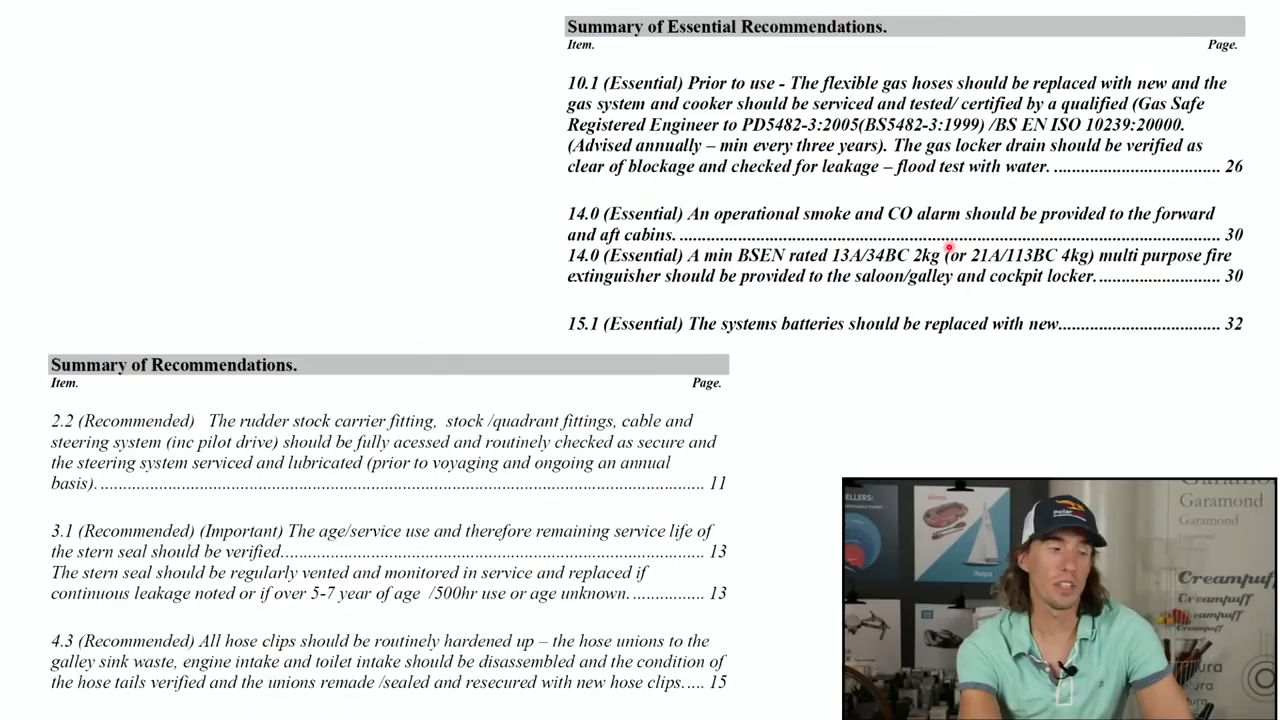 Summary of Essential Recommendations.
Item. Page.
10.1 (Essential) Prior to use - The flexible gas hoses should be replaced with new and the
gas system and cooker should be serviced and tested/ certified by a qualified (Gas Safe
Registered Engineer to PD5482-3:2005(BS5482-3:1999) /BS EN ISO 10239:20000.
(Advised annually – min every three years). The gas locker drain should be verified as
clear of blockage and checked for leakage – flood test with water. ..................................... 26
14.0 (Essential) An operational smoke and CO alarm should be provided to the forward
and aft cabins. ........................................................................................................................ 30
14.0 (Essential) A min BSEN rated 13A/34BC 2kg (or 21A/113BC 4kg) multi purpose fire
extinguisher should be provided to the saloon/galley and cockpit locker. ........................... 30
15.1 (Essential) The systems batteries should be replaced with new.................................... 32
Summary of Recommendations.
Item. Page.
2.2 (Recommended) The rudder stock carrier fitting, stock /quadrant fittings, cable and
steering system (inc pilot drive) should be fully acessed and routinely checked as secure and
the steering system serviced and lubricated (prior to voyaging and ongoing an annual
basis). ..................................................................................................................................... 11
3.1 (Recommended) (Important) The age/service use and therefore remaining service life of
the stern seal should be verified.............................................................................................. 13
The stern seal should be regularly vented and monitored in service and replaced if
continuous leakage noted or if over 5-7 year of age /500hr use or age unknown. ................ 13
4.3 (Recommended) All hose clips should be routinely hardened up – the hose unions to the
galley sink waste, engine intake and toilet intake should be disassembled and the condition of
the hose tails verified and the unions remade /sealed and resecured with new hose clips..... 15
ELLERS:
Garamond
Garamond
Garamond
Creampuff
Creampuff
Creampuff
polar